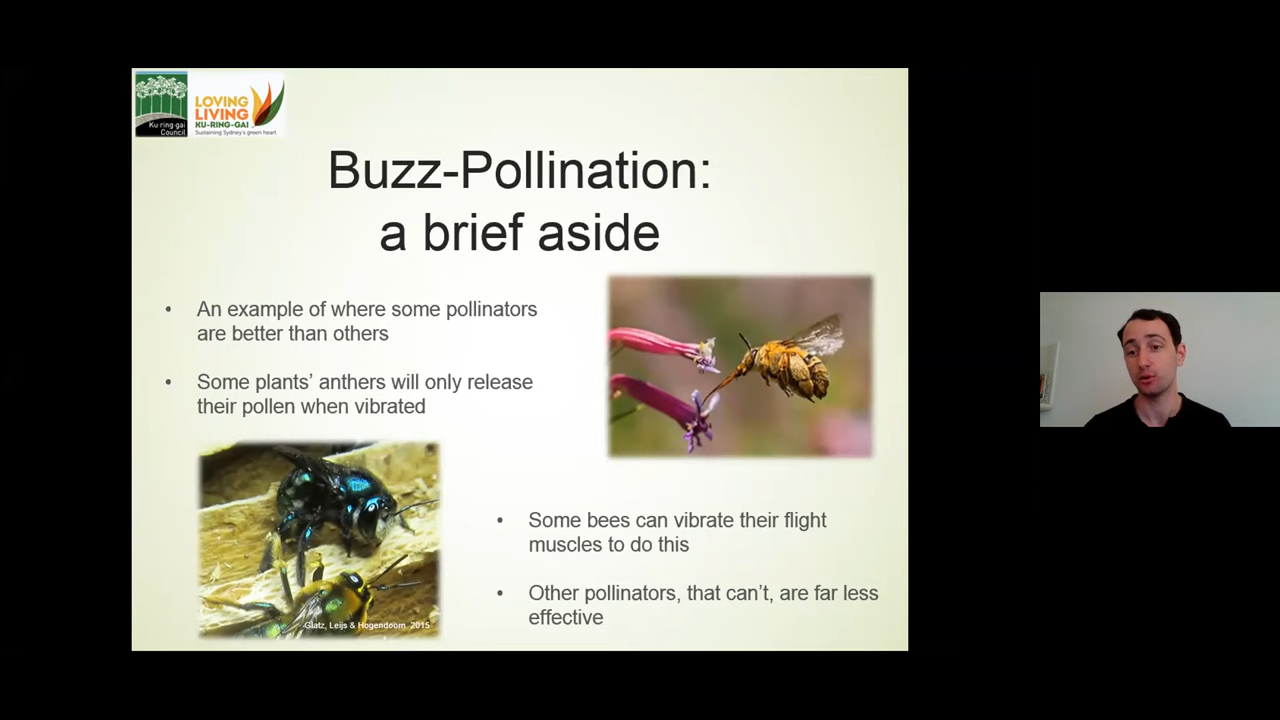 Ku·ring·gai
Council
LOVING
LIVING
KU-RING-GAI
Sustaining Sydney's green heart
Buzz-Pollination:
a brief aside
• An example of where some pollinators
are better than others
• Some plants' anthers will only release
their pollen when vibrated
Glatz, Leijs & Hogendoorn 2015
• Some bees can vibrate their flight
muscles to do this
• Other pollinators, that can't, are far less
effective